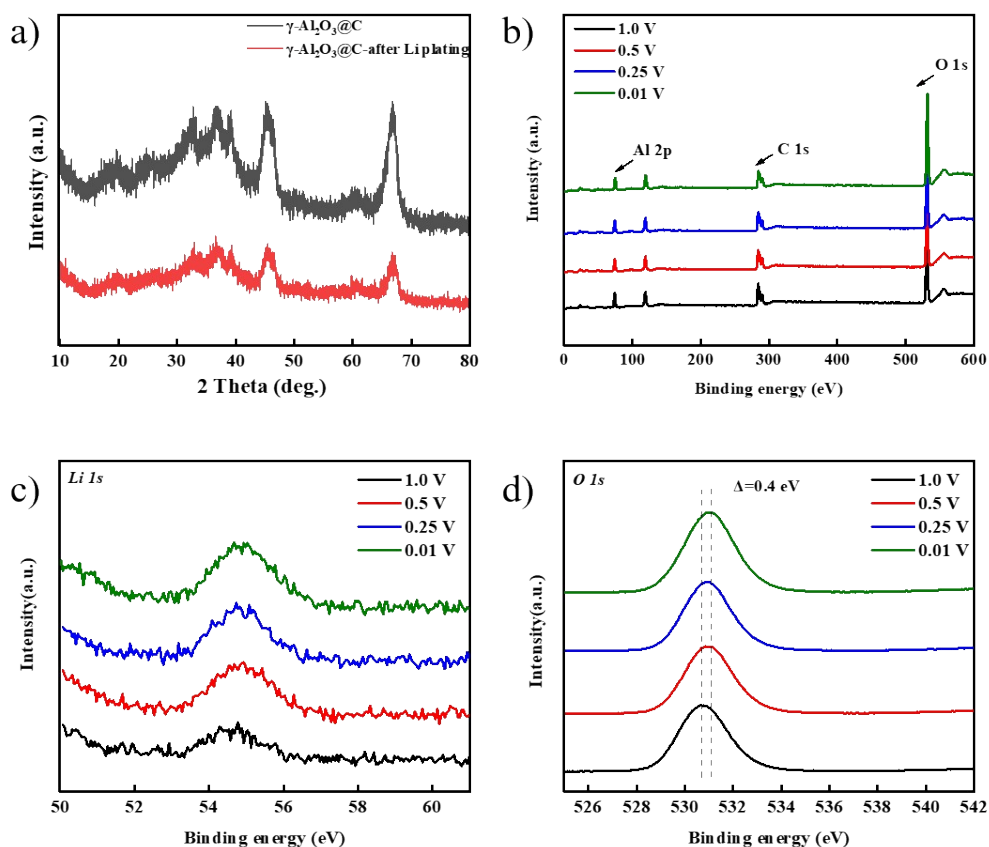 a)
γ-Al₂O₃@C
γ-Al₂O₃@C-after Li plating
Intensity (a.u.)
10 20 30 40 50 60 70 80
2 Theta (deg.)
b)
1.0 V
0.5 V
0.25 V
0.01 V
O 1s
Al 2p
C 1s
Intensity (a.u.)
0 100 200 300 400 500 600
Binding energy (eV)
c)
Li 1s
1.0 V
0.5 V
0.25 V
0.01 V
Intensity(a.u.)
50 52 54 56 58 60
Binding energy (eV)
d)
O 1s
Δ=0.4 eV
1.0 V
0.5 V
0.25 V
0.01 V
Intensity(a.u.)
526 528 530 532 534 536 538 540 542
Binding energy (eV)